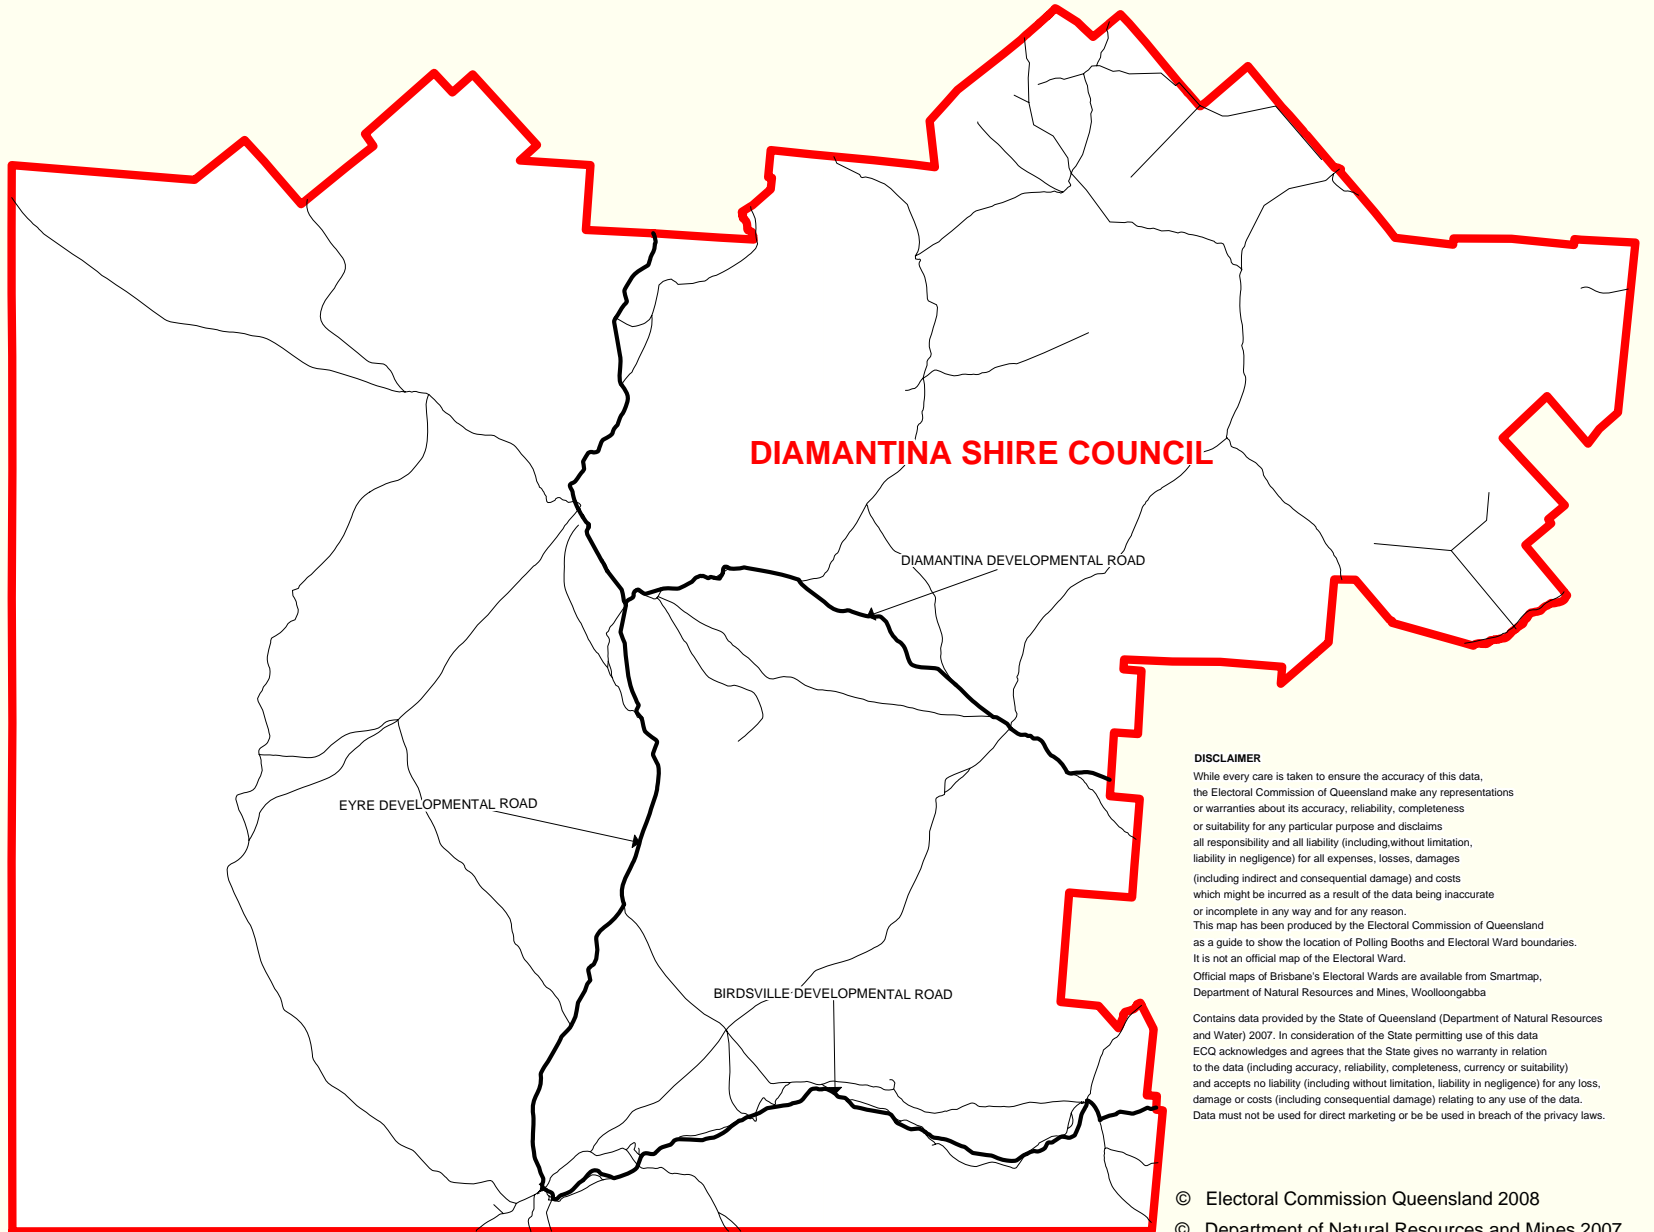 DIAMANTINA SHIRE COUNCIL
DIAMANTINA DEVELOPMENTAL ROAD
EYRE DEVELOPMENTAL ROAD
BIRDSVILLE DEVELOPMENTAL ROAD
DISCLAIMER
While every care is taken to ensure the accuracy of this data,
the Electoral Commission of Queensland make any representations
or warranties about its accuracy, reliability, completeness
or suitability for any particular purpose and disclaims
all responsibility and all liability (including,without limitation,
liability in negligence) for all expenses, losses, damages
(including indirect and consequential damage) and costs
which might be incurred as a result of the data being inaccurate
or incomplete in any way and for any reason.
This map has been produced by the Electoral Commission of Queensland
as a guide to show the location of Polling Booths and Electoral Ward boundaries.
It is not an official map of the Electoral Ward.
Official maps of Brisbane's Electoral Wards are available from Smartmap,
Department of Natural Resources and Mines, Woolloongabba
Contains data provided by the State of Queensland (Department of Natural Resources
and Water) 2007. In consideration of the State permitting use of this data
ECQ acknowledges and agrees that the State gives no warranty in relation
to the data (including accuracy, reliability, completeness, currency or suitability)
and accepts no liability (including without limitation, liability in negligence) for any loss,
damage or costs (including consequential damage) relating to any use of the data.
Data must not be used for direct marketing or be be used in breach of the privacy laws.
© Electoral Commission Queensland 2008
© Department of Natural Resources and Mines 2007